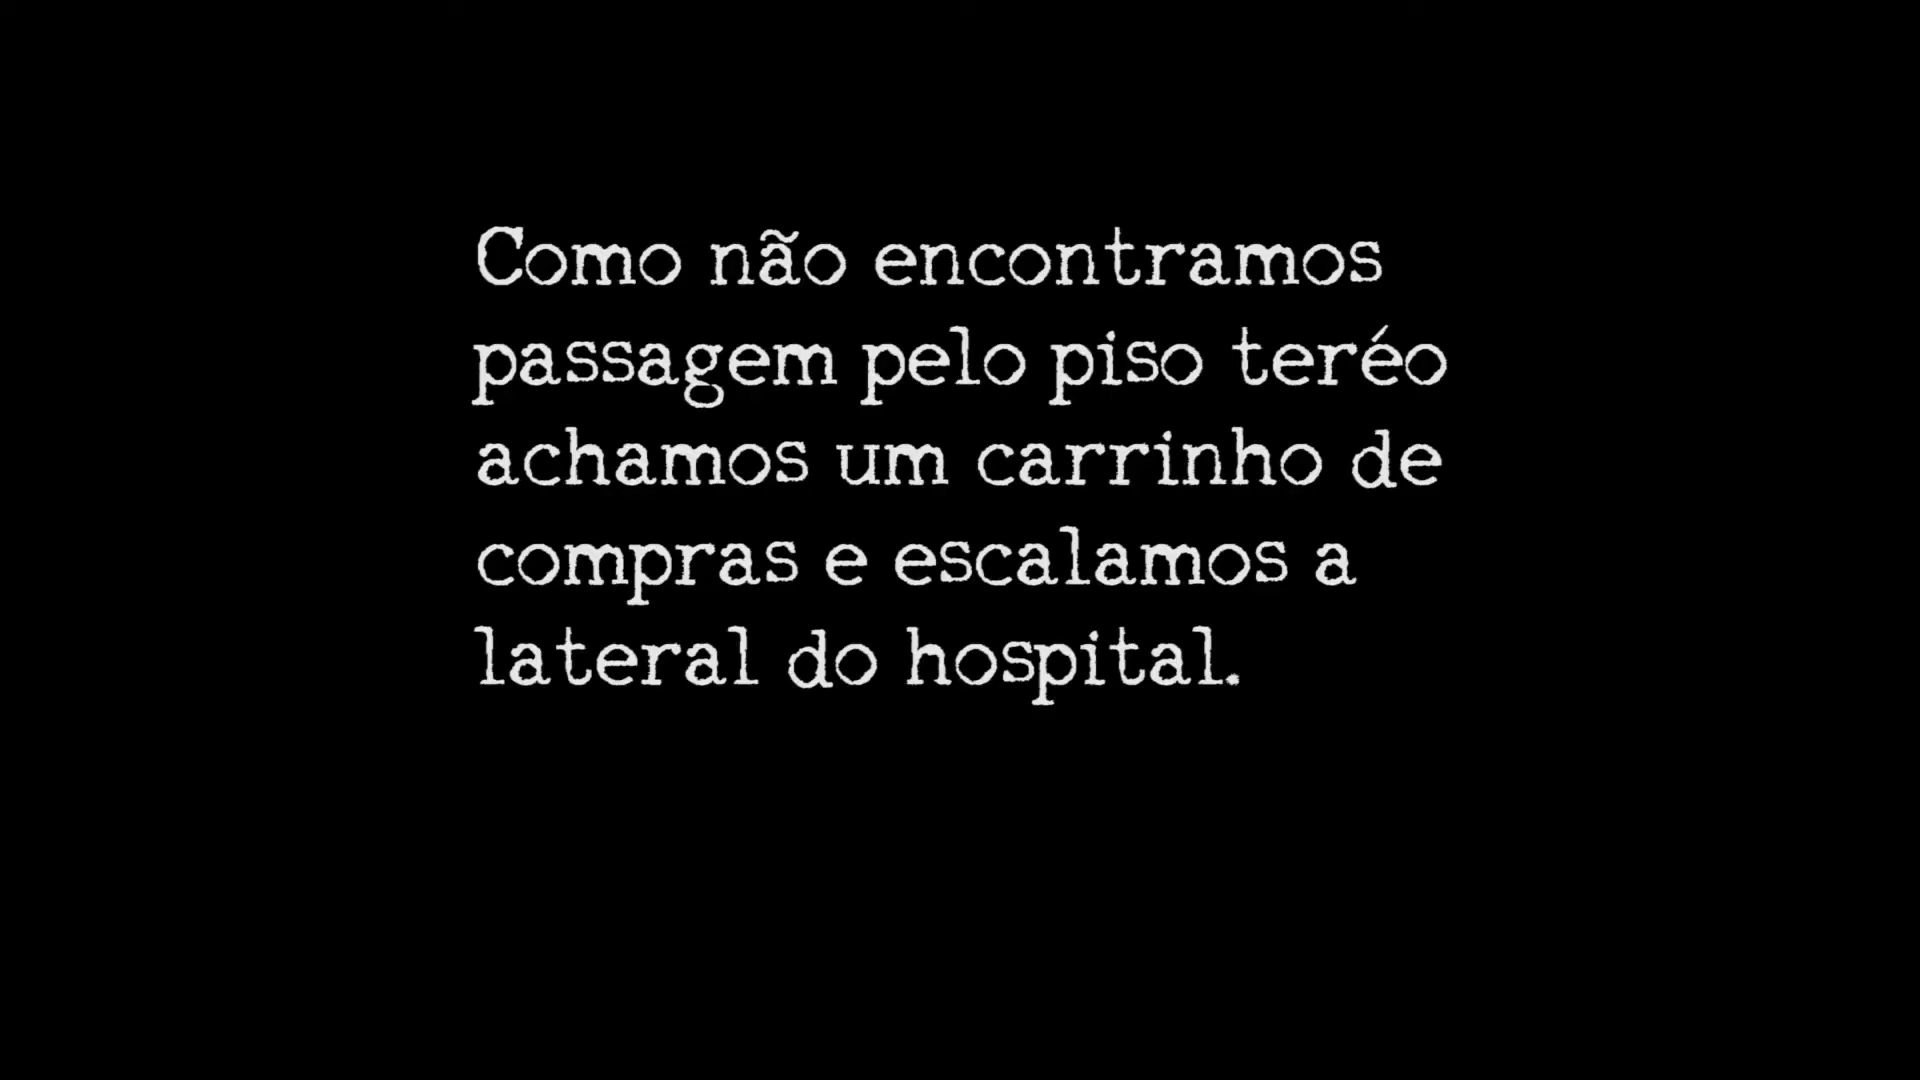 Como não encontramos
passagem pelo piso teréo
achamos um carrinho de
compras e escalamos a
lateral do hospital.